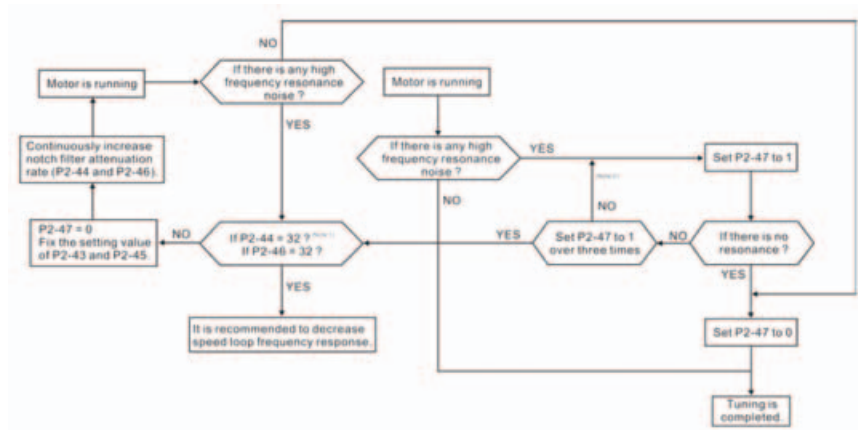 NO
Motor is running
If there is any high
frequency resonance
noise ?
Motor is running
YES
Continuously increase
notch filter attenuation
rate (P2-44 and P2-46).
If there is any high
frequency resonance
noise ?
YES
Set P2-47 to 1
NO
NO
P2-47 = 0
Fix the setting value
of P2-43 and P2-45.
NO
If P2-44 = 32 ?
If P2-46 = 32 ?
YES
Set P2-47 to 1
over three times
NO
If there is no
resonance ?
YES
YES
It is recommended to decrease
speed loop frequency response.
Set P2-47 to 0
Tuning is
completed.